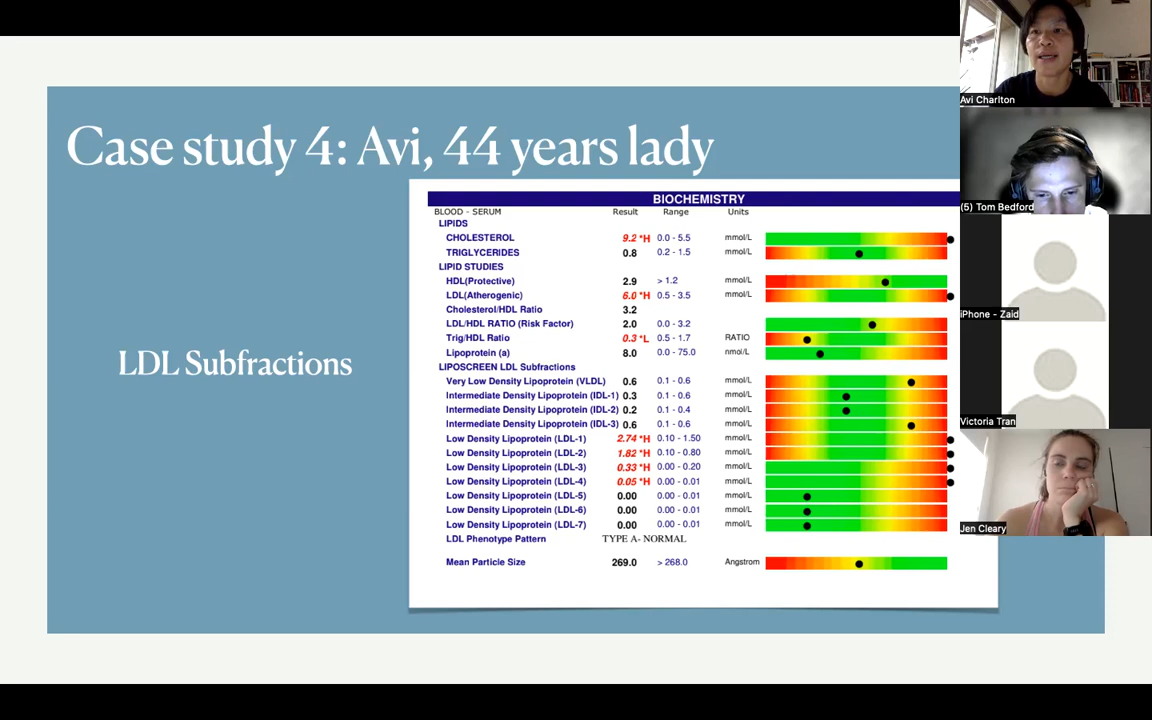 Case study 4: Avi, 44 years lady
LDL Subfractions
BIOCHEMISTRY
BLOOD - SERUM Result Range Units
LIPIDS
CHOLESTEROL 9.2 *H 0.0 - 5.5 mmol/L
TRIGLYCERIDES 0.8 0.2 - 1.5 mmol/L
LIPID STUDIES
HDL(Protective) 2.9 > 1.2 mmol/L
LDL(Atherogenic) 6.0 *H 0.5 - 3.5 mmol/L
Cholesterol/HDL Ratio 3.2
LDL/HDL RATIO (Risk Factor) 2.0 0.0 - 3.2
Trig/HDL Ratio 0.3 *L 0.5 - 1.7 RATIO
Lipoprotein (a) 8.0 0.0 - 75.0 nmol/L
LIPOSCREEN LDL Subfractions
Very Low Density Lipoprotein (VLDL) 0.6 0.1 - 0.6 mmol/L
Intermediate Density Lipoprotein (IDL-1) 0.3 0.1 - 0.6 mmol/L
Intermediate Density Lipoprotein (IDL-2) 0.2 0.1 - 0.4 mmol/L
Intermediate Density Lipoprotein (IDL-3) 0.6 0.1 - 0.6 mmol/L
Low Density Lipoprotein (LDL-1) 2.74 *H 0.10 - 1.50 mmol/L
Low Density Lipoprotein (LDL-2) 1.82 *H 0.10 - 0.80 mmol/L
Low Density Lipoprotein (LDL-3) 0.33 *H 0.00 - 0.20 mmol/L
Low Density Lipoprotein (LDL-4) 0.05 *H 0.00 - 0.01 mmol/L
Low Density Lipoprotein (LDL-5) 0.00 0.00 - 0.01 mmol/L
Low Density Lipoprotein (LDL-6) 0.00 0.00 - 0.01 mmol/L
Low Density Lipoprotein (LDL-7) 0.00 0.00 - 0.01 mmol/L
LDL Phenotype Pattern TYPE A- NORMAL
Mean Particle Size 269.0 > 268.0 Angstrom
Avi Charlton
(5) Tom Bedford
iPhone - Zaid
Victoria Tran
Jen Cleary